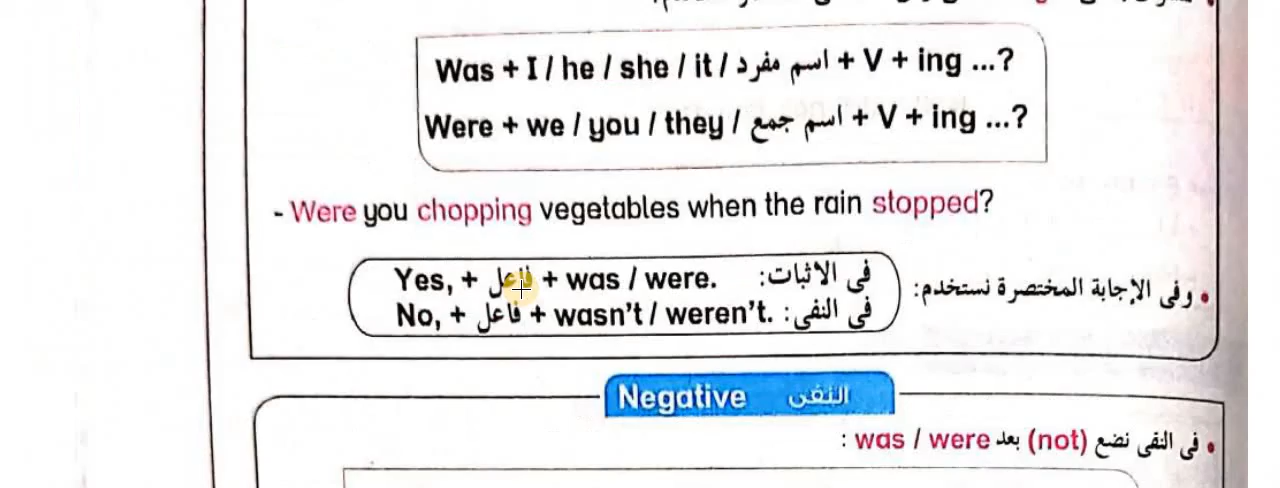 Was + I / he / she / it / اسم مفرد + V + ing ...?
Were + we / you / they / اسم جمع + V + ing ...?
- Were you chopping vegetables when the rain stopped?
• وفى الإجابة المختصرة نستخدم:
فى الاثبات: Yes, + فاعل + was / were.
فى النفى: No, + فاعل + wasn't / weren't.
Negative النفى
• فى النفى نضع (not) بعد was / were :